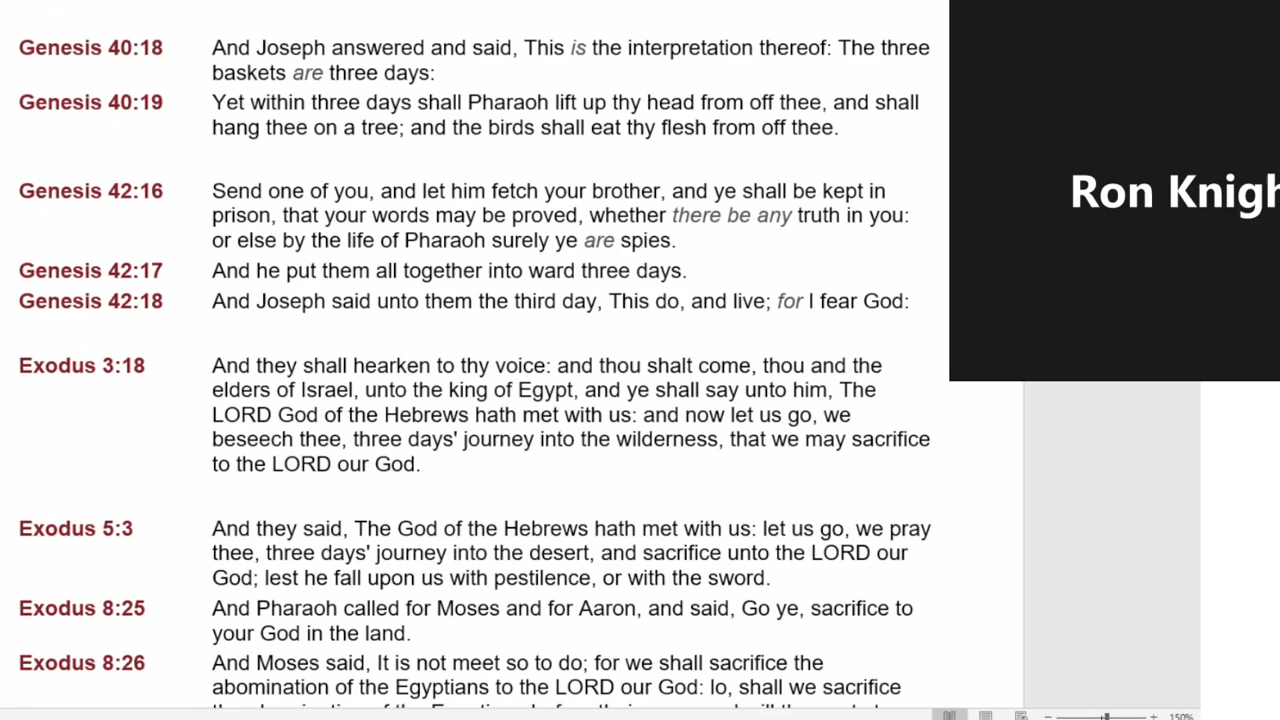 Genesis 40:18 And Joseph answered and said, This is the interpretation thereof: The three
baskets are three days:
Genesis 40:19 Yet within three days shall Pharaoh lift up thy head from off thee, and shall
hang thee on a tree; and the birds shall eat thy flesh from off thee.
Genesis 42:16 Send one of you, and let him fetch your brother, and ye shall be kept in
prison, that your words may be proved, whether there be any truth in you:
or else by the life of Pharaoh surely ye are spies.
Genesis 42:17 And he put them all together into ward three days.
Genesis 42:18 And Joseph said unto them the third day, This do, and live; for I fear God:
Exodus 3:18 And they shall hearken to thy voice: and thou shalt come, thou and the
elders of Israel, unto the king of Egypt, and ye shall say unto him, The
LORD God of the Hebrews hath met with us: and now let us go, we
beseech thee, three days' journey into the wilderness, that we may sacrifice
to the LORD our God.
Exodus 5:3 And they said, The God of the Hebrews hath met with us: let us go, we pray
thee, three days' journey into the desert, and sacrifice unto the LORD our
God; lest he fall upon us with pestilence, or with the sword.
Exodus 8:25 And Pharaoh called for Moses and for Aaron, and said, Go ye, sacrifice to
your God in the land.
Exodus 8:26 And Moses said, It is not meet so to do; for we shall sacrifice the
abomination of the Egyptians to the LORD our God: lo, shall we sacrifice
Ron Knigh
150%